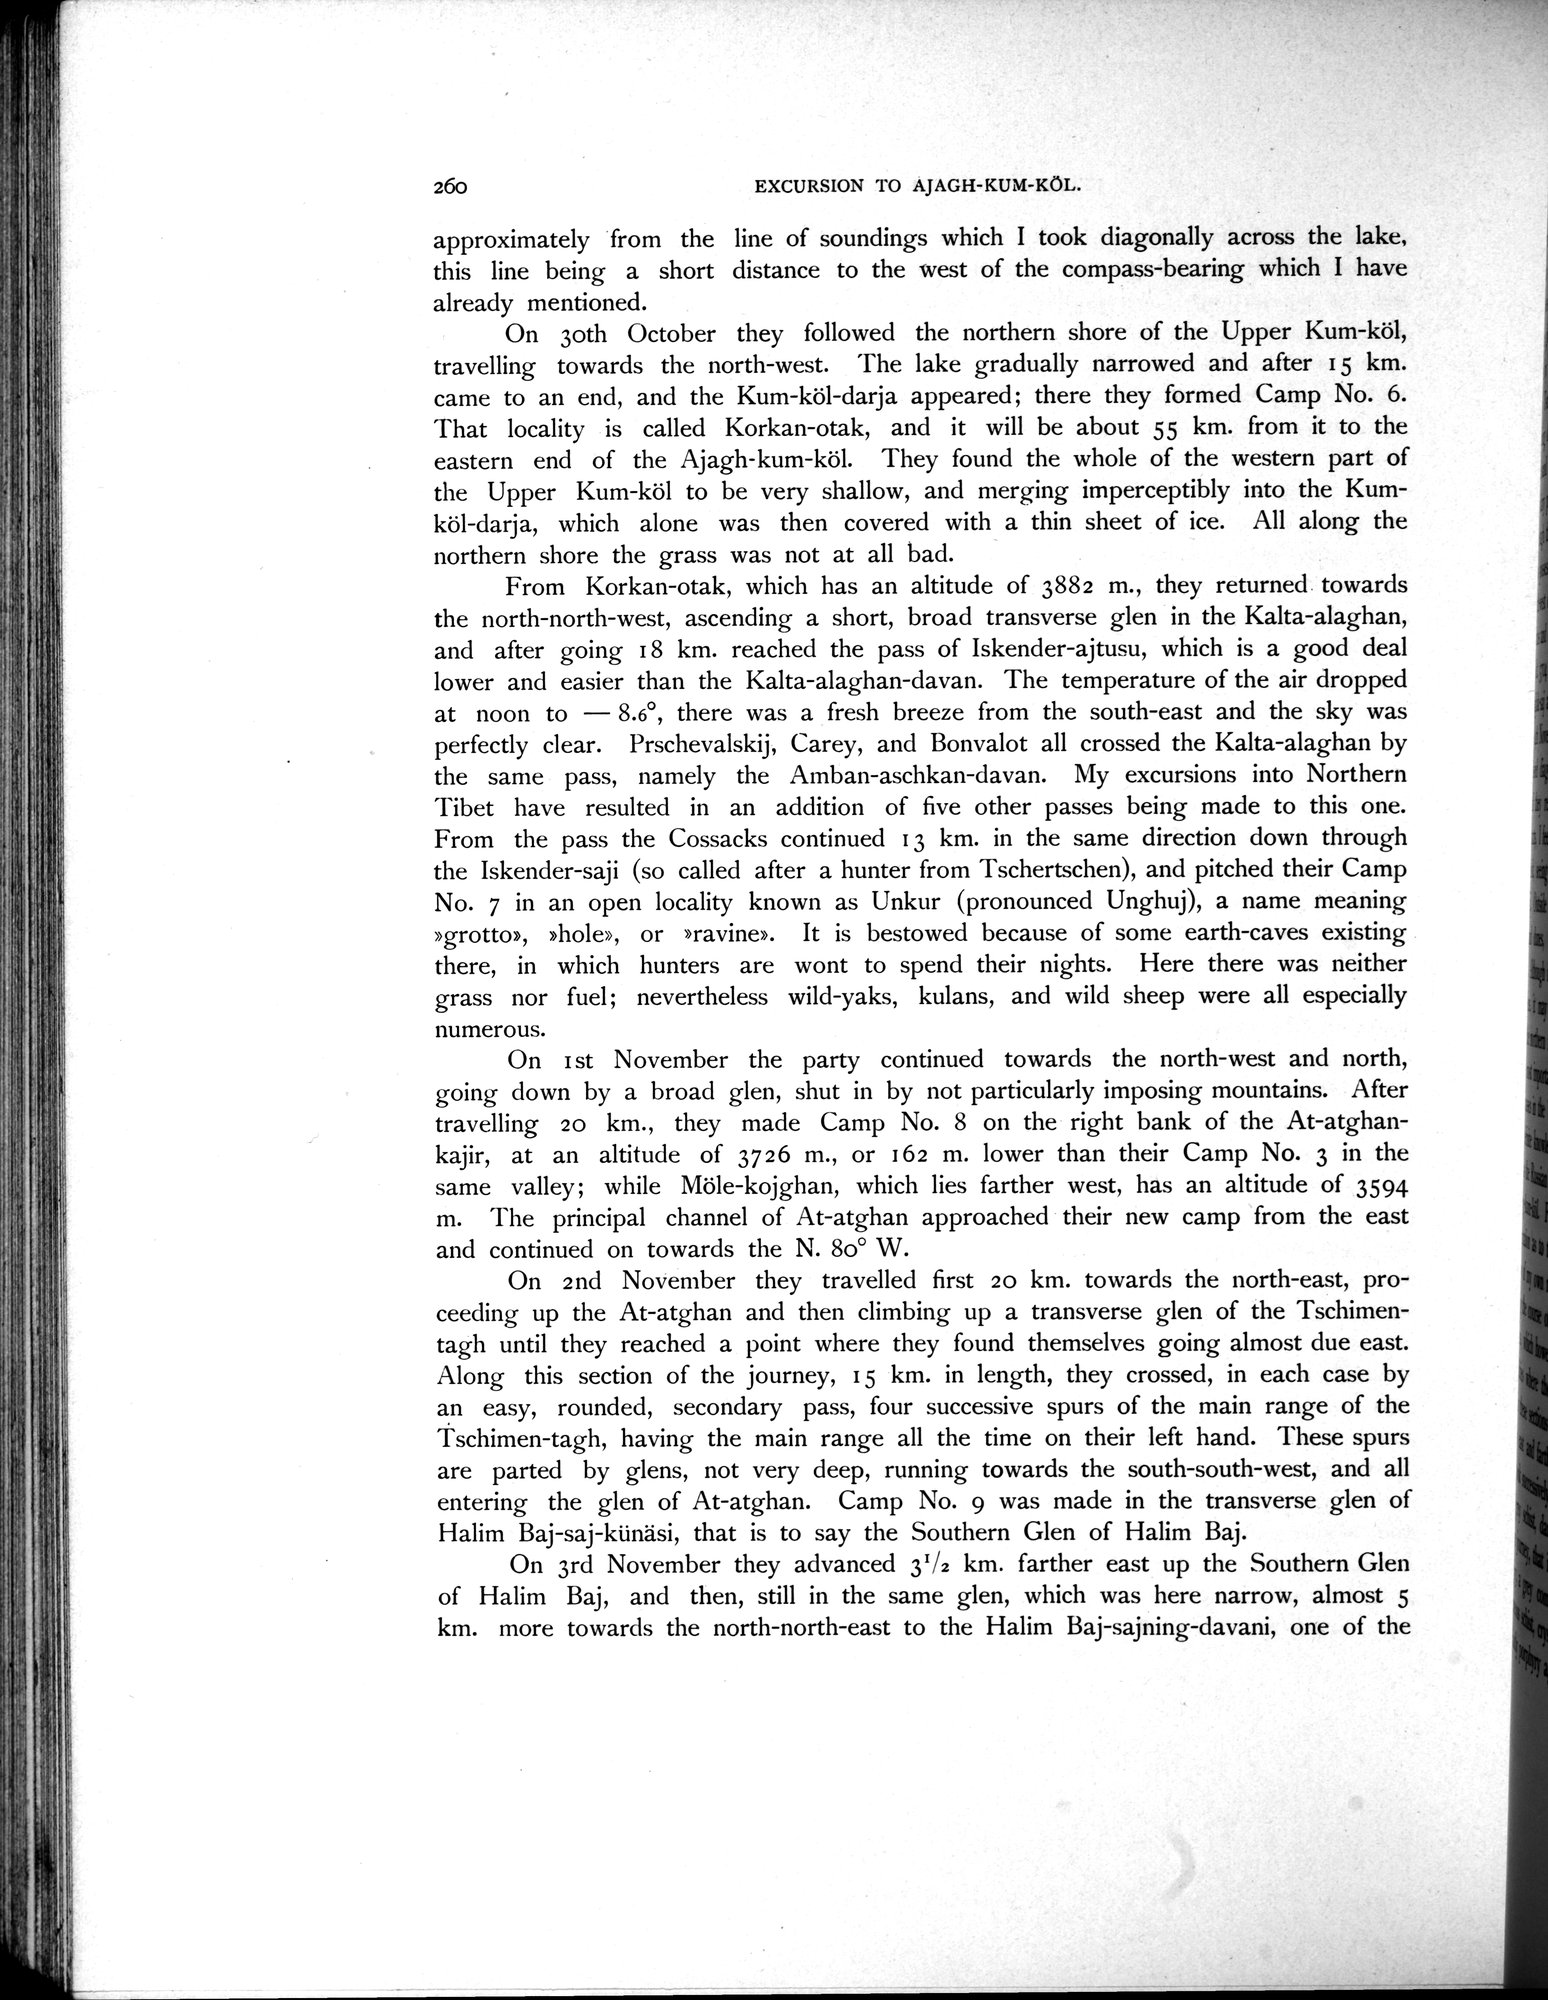 260 EXCURSION TO AJAGH-KUM-KÖL.
approximately from the line of soundings which I took diagonally across the lake,
this line being a short distance to the west of the compass-bearing which I have
already mentioned.
On 30th October they followed the northern shore of the Upper Kum-köl,
travelling towards the north-west. The lake gradually narrowed and after 15 km.
came to an end, and the Kum-köl-darja appeared; there they formed Camp No. 6.
That locality is called Korkan-otak, and it will be about 55 km. from it to the
eastern end of the Ajagh-kum-köl. They found the whole of the western part of
the Upper Kum-köl to be very shallow, and merging imperceptibly into the Kum-
köl-darja, which alone was then covered with a thin sheet of ice. All along the
northern shore the grass was not at all bad.
From Korkan-otak, which has an altitude of 3882 m., they returned towards
the north-north-west, ascending a short, broad transverse glen in the Kalta-alaghan,
and after going 18 km. reached the pass of Iskender-ajtusu, which is a good deal
lower and easier than the Kalta-alaghan-davan. The temperature of the air dropped
at noon to — 8.6°, there was a fresh breeze from the south-east and the sky was
perfectly clear. Prschevalskij, Carey, and Bonvalot all crossed the Kalta-alaghan by
the same pass, namely the Amban-aschkan-davan. My excursions into Northern
Tibet have resulted in an addition of five other passes being made to this one.
From the pass the Cossacks continued 13 km. in the same direction down through
the Iskender-saji (so called after a hunter from Tschertschen), and pitched their Camp
No. 7 in an open locality known as Unkur (pronounced Unghuj), a name meaning
»grotto», »hole», or »ravine». It is bestowed because of some earth-caves existing
there, in which hunters are wont to spend their nights. Here there was neither
grass nor fuel; nevertheless wild-yaks, kulans, and wild sheep were all especially
numerous.
On 1st November the party continued towards the north-west and north,
going down by a broad glen, shut in by not particularly imposing mountains. After
travelling 20 km., they made Camp No. 8 on the right bank of the At-atghan-
kajir, at an altitude of 3726 m., or 162 m. lower than their Camp No. 3 in the
same valley; while Möle-kojghan, which lies farther west, has an altitude of 3594
m. The principal channel of At-atghan approached their new camp from the east
and continued on towards the N. 80° W.
On 2nd November they travelled first 20 km. towards the north-east, pro-
ceeding up the At-atghan and then climbing up a transverse glen of the Tschimen-
tagh until they reached a point where they found themselves going almost due east.
Along this section of the journey, 15 km. in length, they crossed, in each case by
an easy, rounded, secondary pass, four successive spurs of the main range of the
Tschimen-tagh, having the main range all the time on their left hand. These spurs
are parted by glens, not very deep, running towards the south-south-west, and all
entering the glen of At-atghan. Camp No. 9 was made in the transverse glen of
Halim Baj-saj-künäsi, that is to say the Southern Glen of Halim Baj.
On 3rd November they advanced 3 1/2 km. farther east up the Southern Glen
of Halim Baj, and then, still in the same glen, which was here narrow, almost 5
km. more towards the north-north-east to the Halim Baj-sajning-davani, one of the